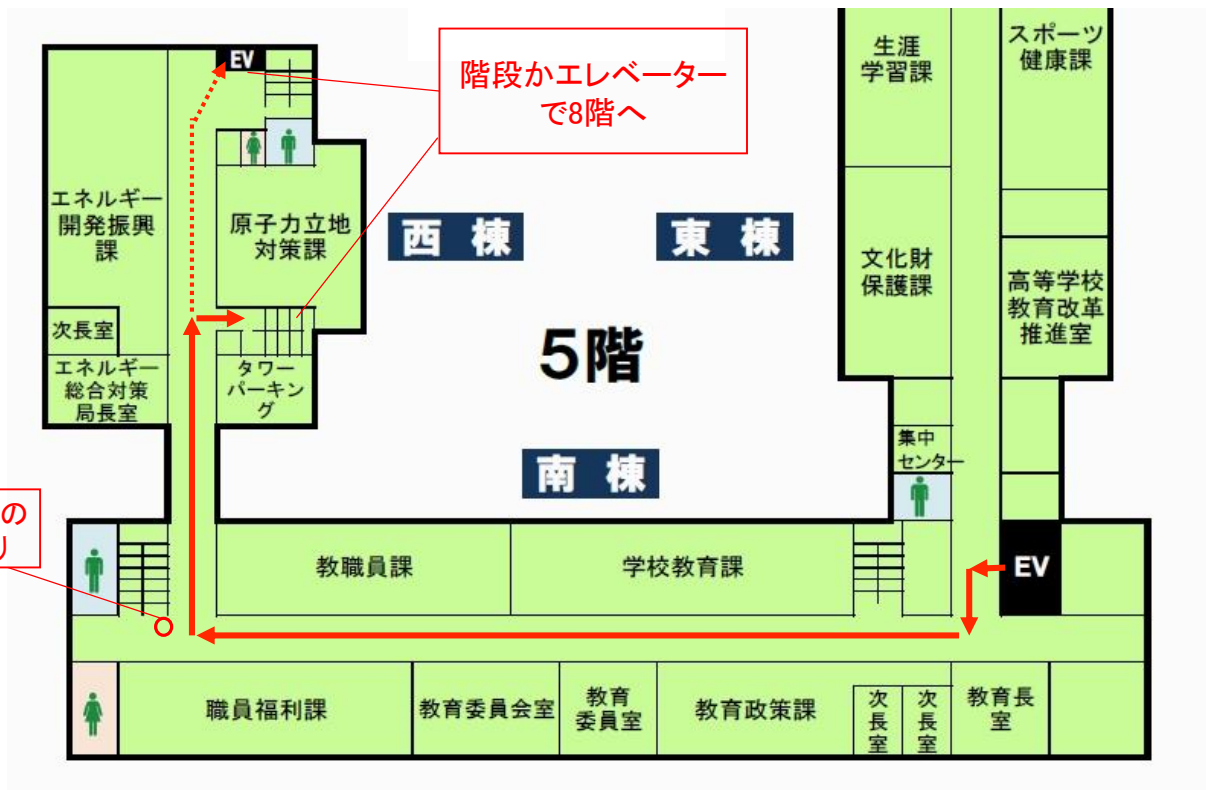 EV
階段かエレベーター
で8階へ
生涯
学習課
スポーツ
健康課
エネルギー
開発振興
課
原子力立地
対策課
西棟
東棟
文化財
保護課
高等学校
教育改革
推進室
次長室
5階
エネルギー
総合対策
局長室
タワー
パーキン
グ
集中
センター
南棟
の
り
教職員課
学校教育課
EV
職員福利課
教育委員会室
教育
委員室
教育政策課
次
長
室
次
長
室
教育長
室